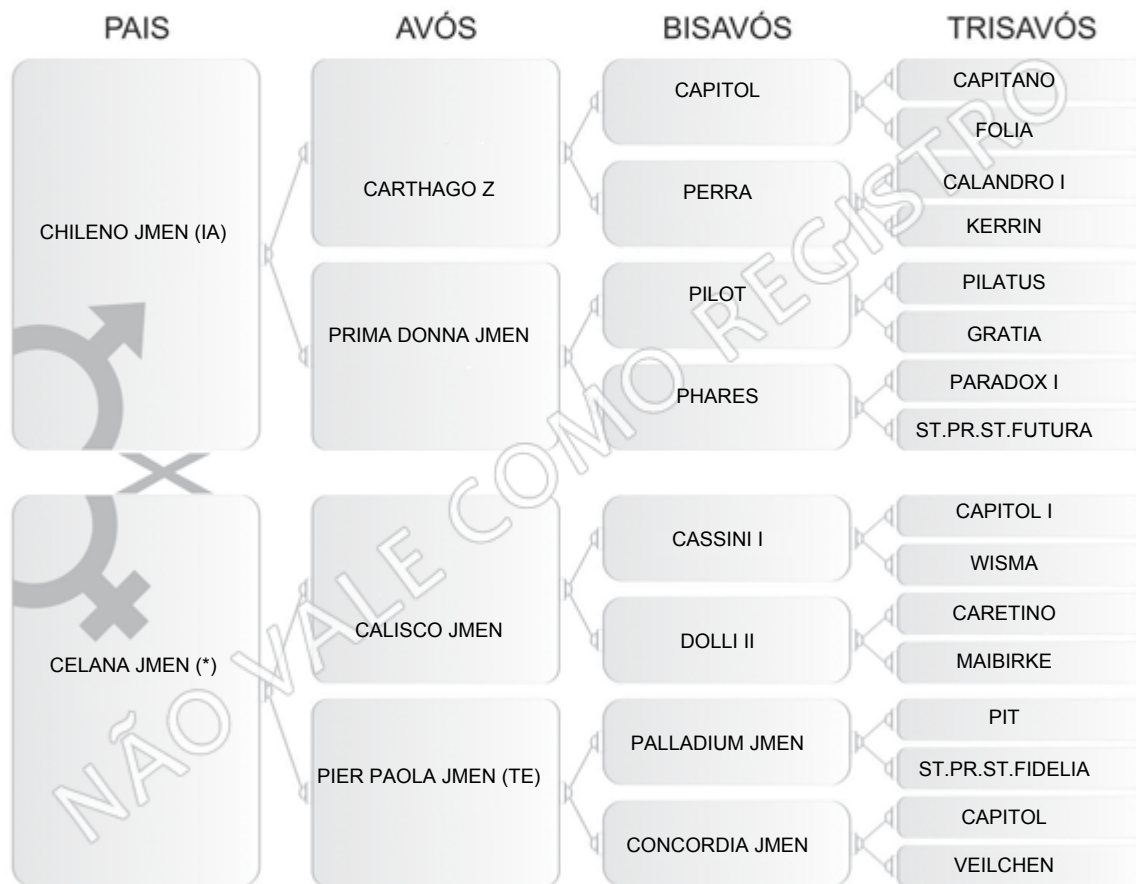 PAIS AVÓS BISAVÓS TRISAVÓS
CHILENO JMEN (IA)
CARTHAGO Z
PRIMA DONNA JMEN
CAPITOL
PERRA
PILOT
PHARES
CAPITANO
FOLIA
CALANDRO I
KERRIN
PILATUS
GRATIA
PARADOX I
ST.PR.ST.FUTURA
CELANA JMEN (*)
CALISCO JMEN
PIER PAOLA JMEN (TE)
CASSINI I
DOLLI II
PALLADIUM JMEN
CONCORDIA JMEN
CAPITOL I
WISMA
CARETINO
MAIBIRKE
PIT
ST.PR.ST.FIDELIA
CAPITOL
VEILCHEN
NÃO VALE COMO REGISTRO